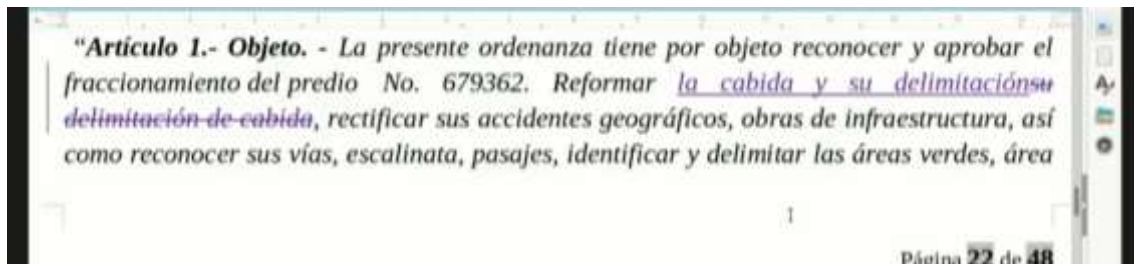 “Artículo 1.- Objeto. - La presente ordenanza tiene por objeto reconocer y aprobar el
fraccionamiento del predio No. 679362. Reformar la cabida y su delimitaciónsu
delimitación de cabida, rectificar sus accidentes geográficos, obras de infraestructura, así
como reconocer sus vías, escalinata, pasajes, identificar y delimitar las áreas verdes, área
Página 22 de 48